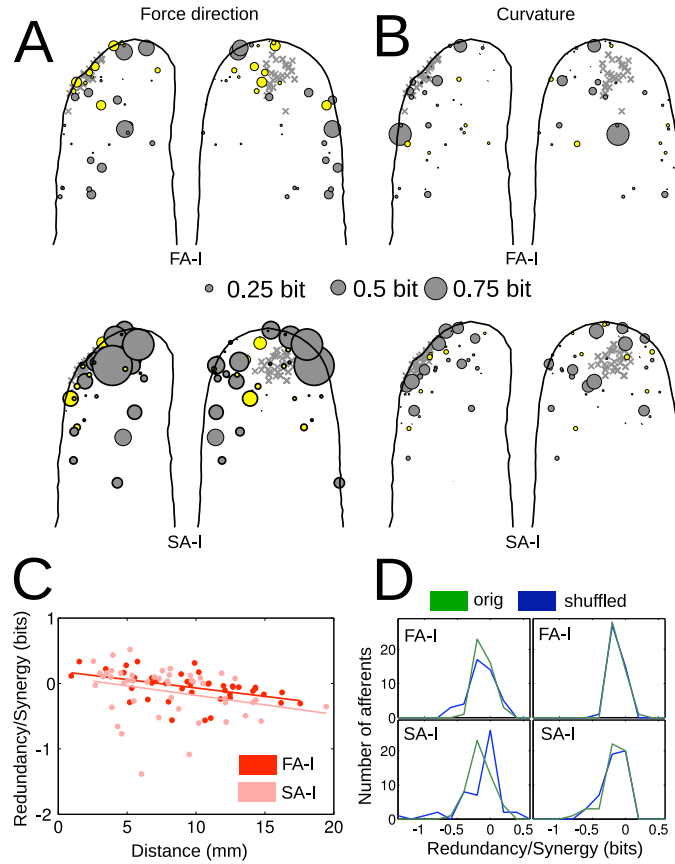 A
Force direction
B
Curvature
FA-I
FA-I
0.25 bit
0.5 bit
0.75 bit
SA-I
SA-I
C
Redundancy/Synergy (bits)
1
0
-1
-2
0
5
10
15
20
Distance (mm)
FA-I
SA-I
D
orig
shuffled
Number of afferents
FA-I
FA-I
20
10
0
SA-I
SA-I
20
10
0
-1
-0.5
0
0.5
-1
-0.5
0
0.5
Redundancy/Synergy (bits)